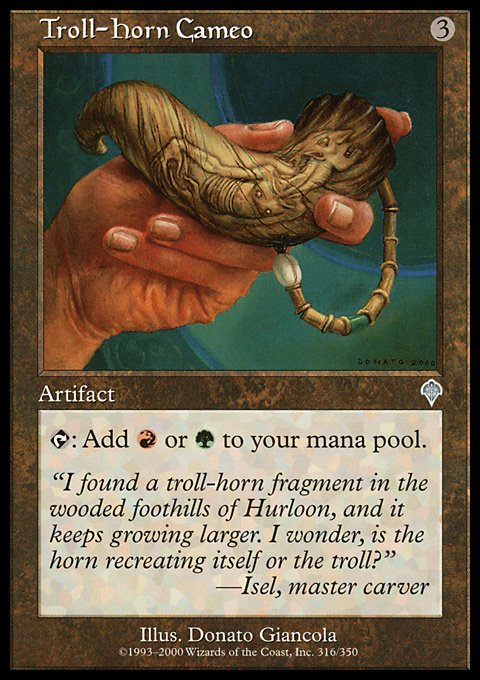 Troll-horn Cameo 3
DONATO 2000
Artifact
: Add or to your mana pool.
“I found a troll-horn fragment in the
wooded foothills of Hurloon, and it
keeps growing larger. I wonder, is the
horn recreating itself or the troll?”
—Isel, master carver
Illus. Donato Giancola
©1993–2000 Wizards of the Coast, Inc. 316/350